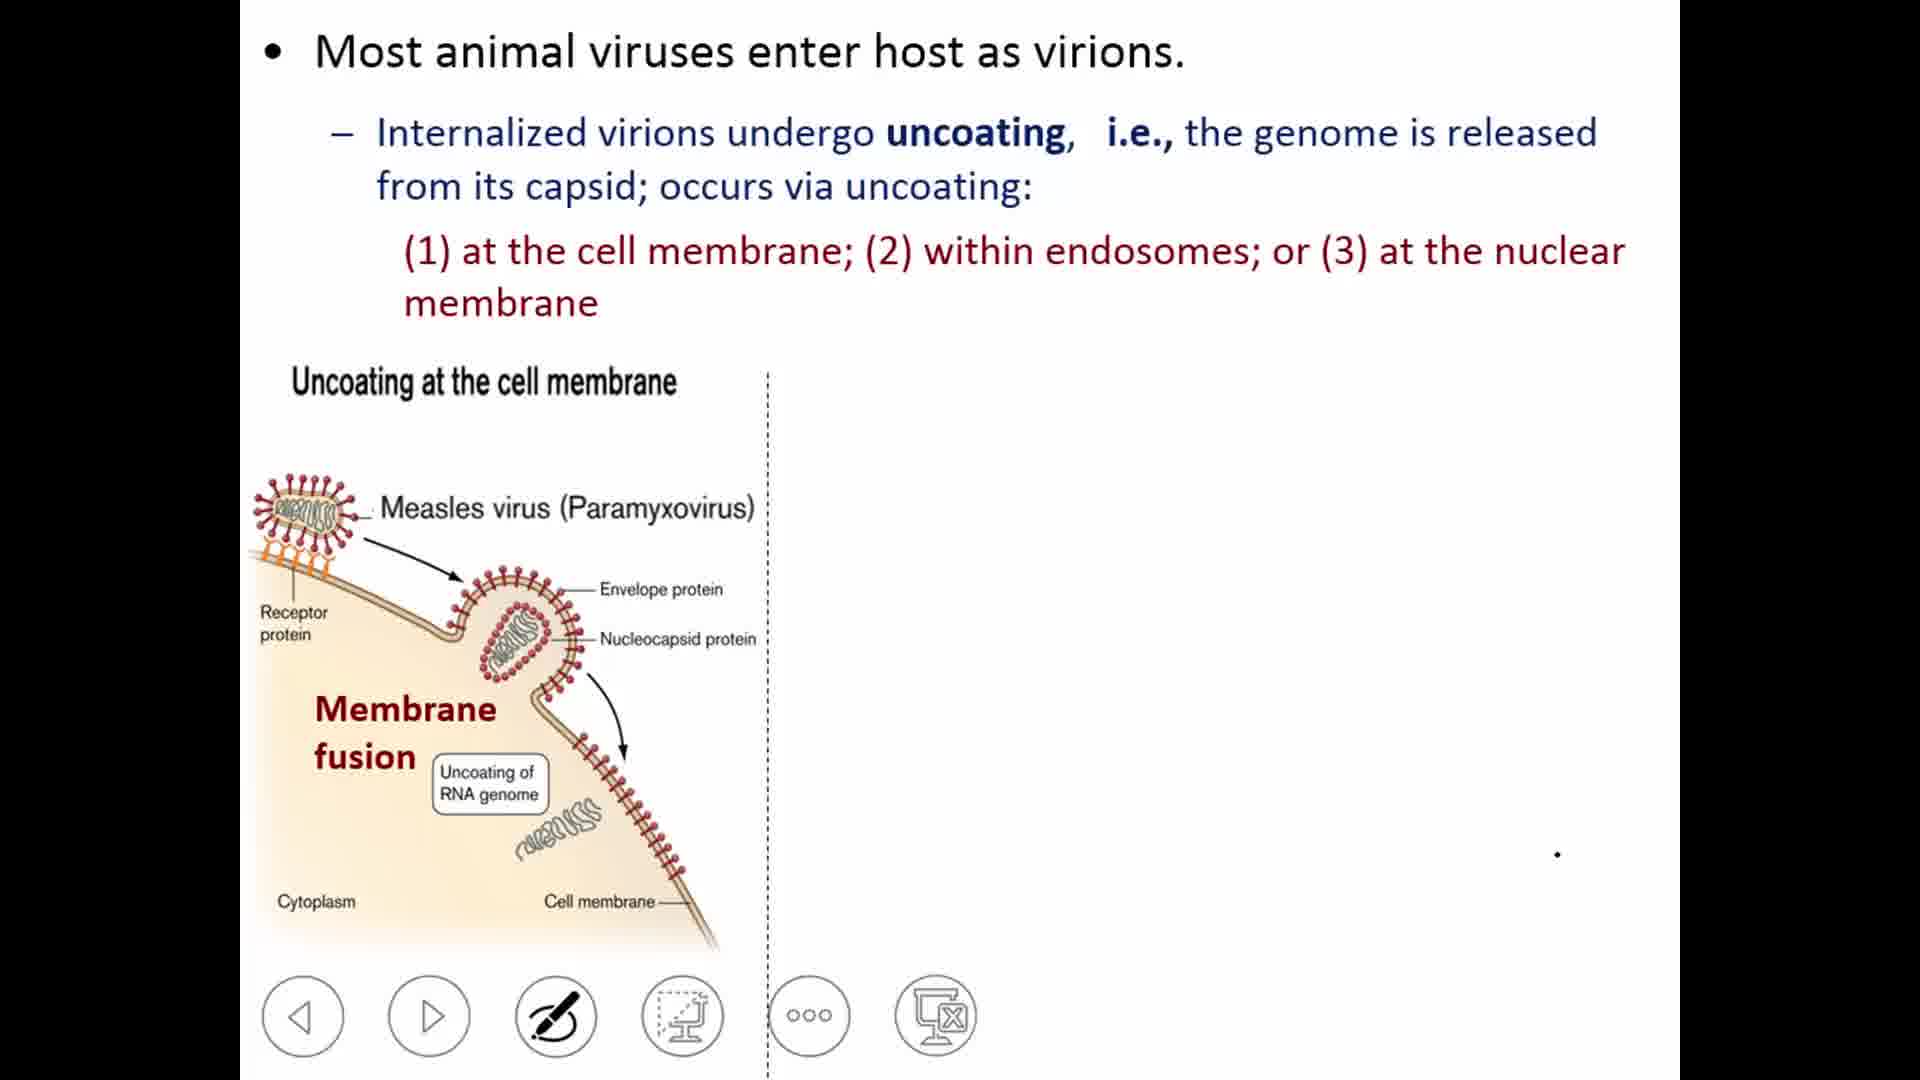 • Most animal viruses enter host as virions.
– Internalized virions undergo uncoating, i.e., the genome is released
from its capsid; occurs via uncoating:
(1) at the cell membrane; (2) within endosomes; or (3) at the nuclear
membrane
Uncoating at the cell membrane
Measles virus (Paramyxovirus)
Envelope protein
Receptor
protein
Nucleocapsid protein
Membrane
fusion
Uncoating of
RNA genome
Cytoplasm
Cell membrane